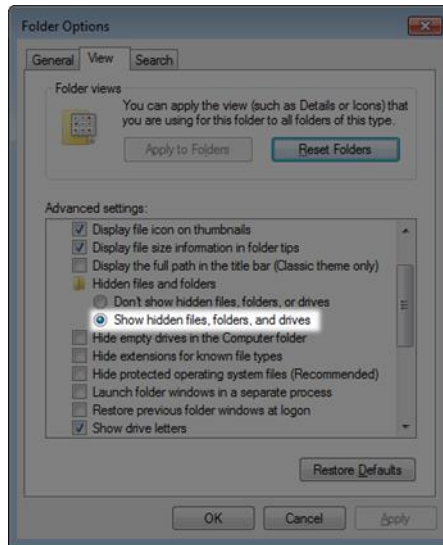 Folder Options
General View Search
Folder views
You can apply the view (such as Details or Icons) that
you are using for this folder to all folders of this type.
Apply to Folders Reset Folders
Advanced settings:
Display file icon on thumbnails
Display file size information in folder tips
Display the full path in the title bar (Classic theme only)
Hidden files and folders
Don't show hidden files, folders, or drives
Show hidden files, folders, and drives
Hide empty drives in the Computer folder
Hide extensions for known file types
Hide protected operating system files (Recommended)
Launch folder windows in a separate process
Restore previous folder windows at logon
Show drive letters
Restore Defaults
OK Cancel Apply